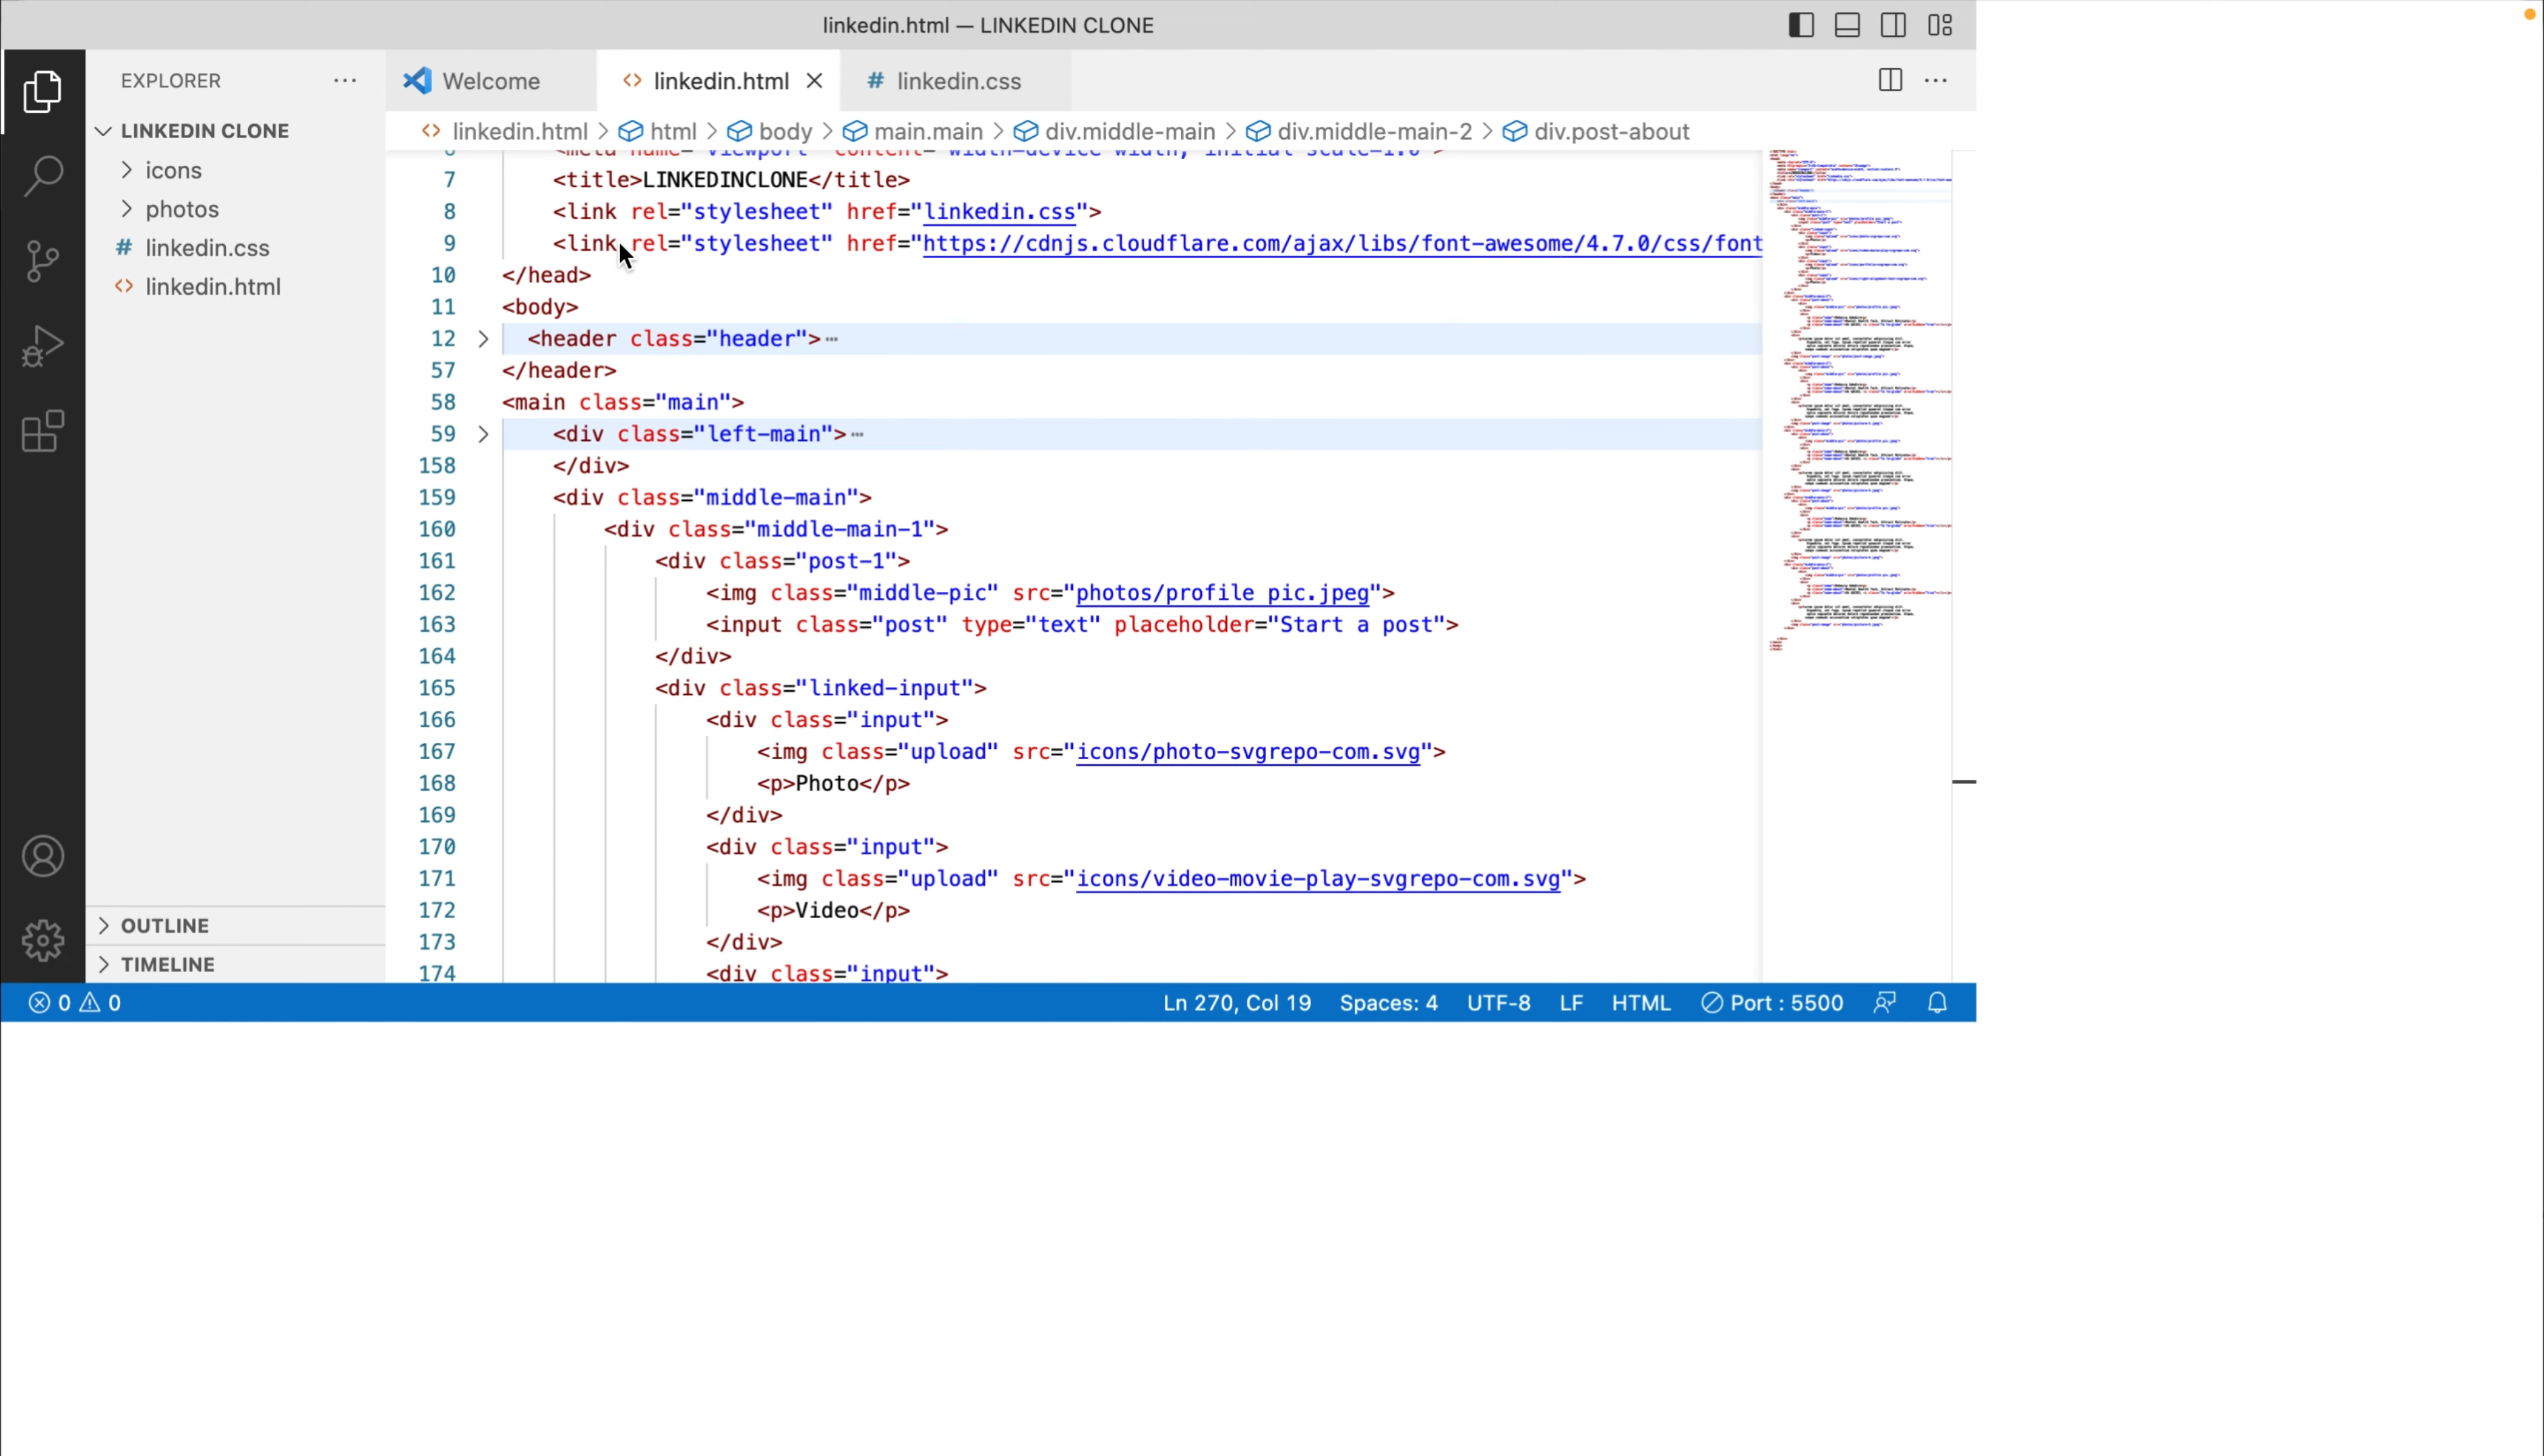 linkedin.html — LINKEDIN CLONE
EXPLORER
Welcome
linkedin.html
# linkedin.css
LINKEDIN CLONE
icons
photos
# linkedin.css
<> linkedin.html
OUTLINE
TIMELINE
<> linkedin.html > html > body > main.main > div.middle-main > div.middle-main-2 > div.post-about
7 <title>LINKEDINCLONE</title>
8 <link rel="stylesheet" href="linkedin.css">
9 <link rel="stylesheet" href="https://cdnjs.cloudflare.com/ajax/libs/font-awesome/4.7.0/css/font
10 </head>
11 <body>
12 <header class="header">
57 </header>
58 <main class="main">
59 <div class="left-main">
158 </div>
159 <div class="middle-main">
160 <div class="middle-main-1">
161 <div class="post-1">
162 <img class="middle-pic" src="photos/profile pic.jpeg">
163 <input class="post" type="text" placeholder="Start a post">
164 </div>
165 <div class="linked-input">
166 <div class="input">
167 <img class="upload" src="icons/photo-svgrepo-com.svg">
168 <p>Photo</p>
169 </div>
170 <div class="input">
171 <img class="upload" src="icons/video-movie-play-svgrepo-com.svg">
172 <p>Video</p>
173 </div>
174 <div class="input">
0 0
Ln 270, Col 19 Spaces: 4 UTF-8 LF HTML Port : 5500